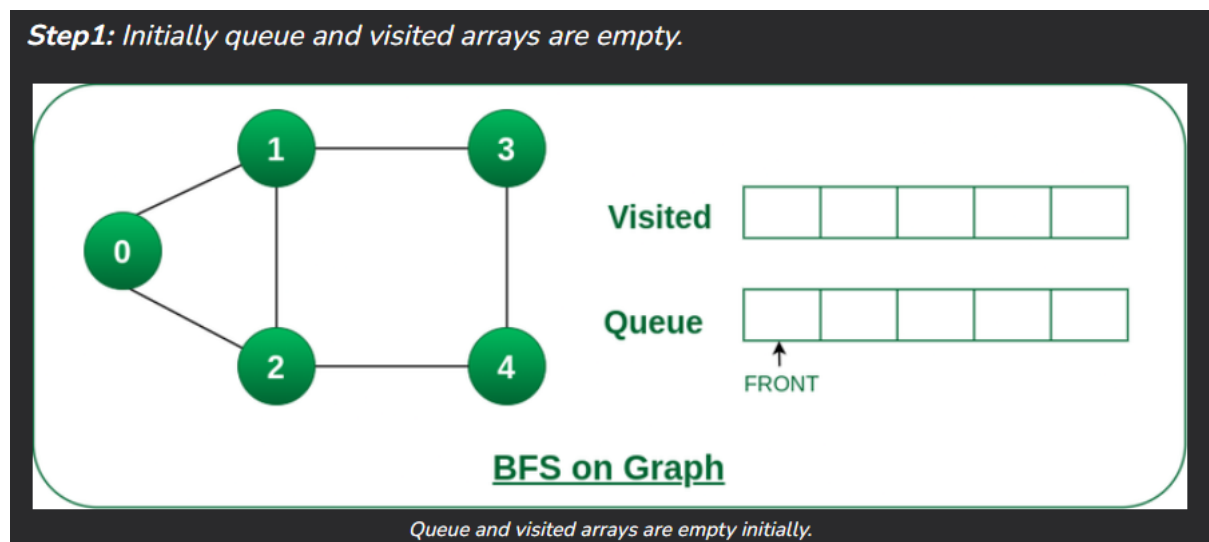 Step1: Initially queue and visited arrays are empty.
1
3
0
2
4
Visited
Queue
FRONT
BFS on Graph
Queue and visited arrays are empty initially.